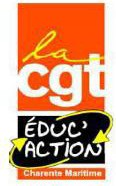 la
cgt
ÉDUC'
ACTION
Charente Maritime